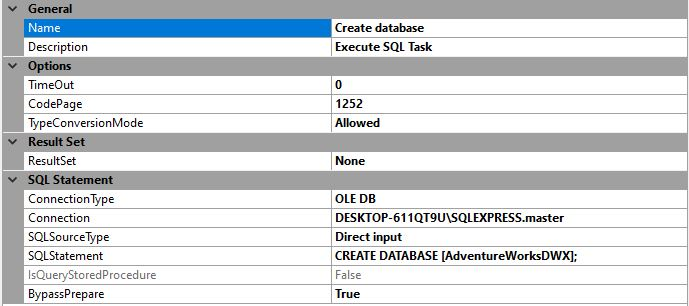 General
Name Create database
Description Execute SQL Task
Options
TimeOut 0
CodePage 1252
TypeConversionMode Allowed
Result Set
ResultSet None
SQL Statement
ConnectionType OLE DB
Connection DESKTOP-611QT9U\SQLEXPRESS.master
SQLSourceType Direct input
SQLStatement CREATE DATABASE [AdventureWorksDWX];
IsQueryStoredProcedure False
BypassPrepare True